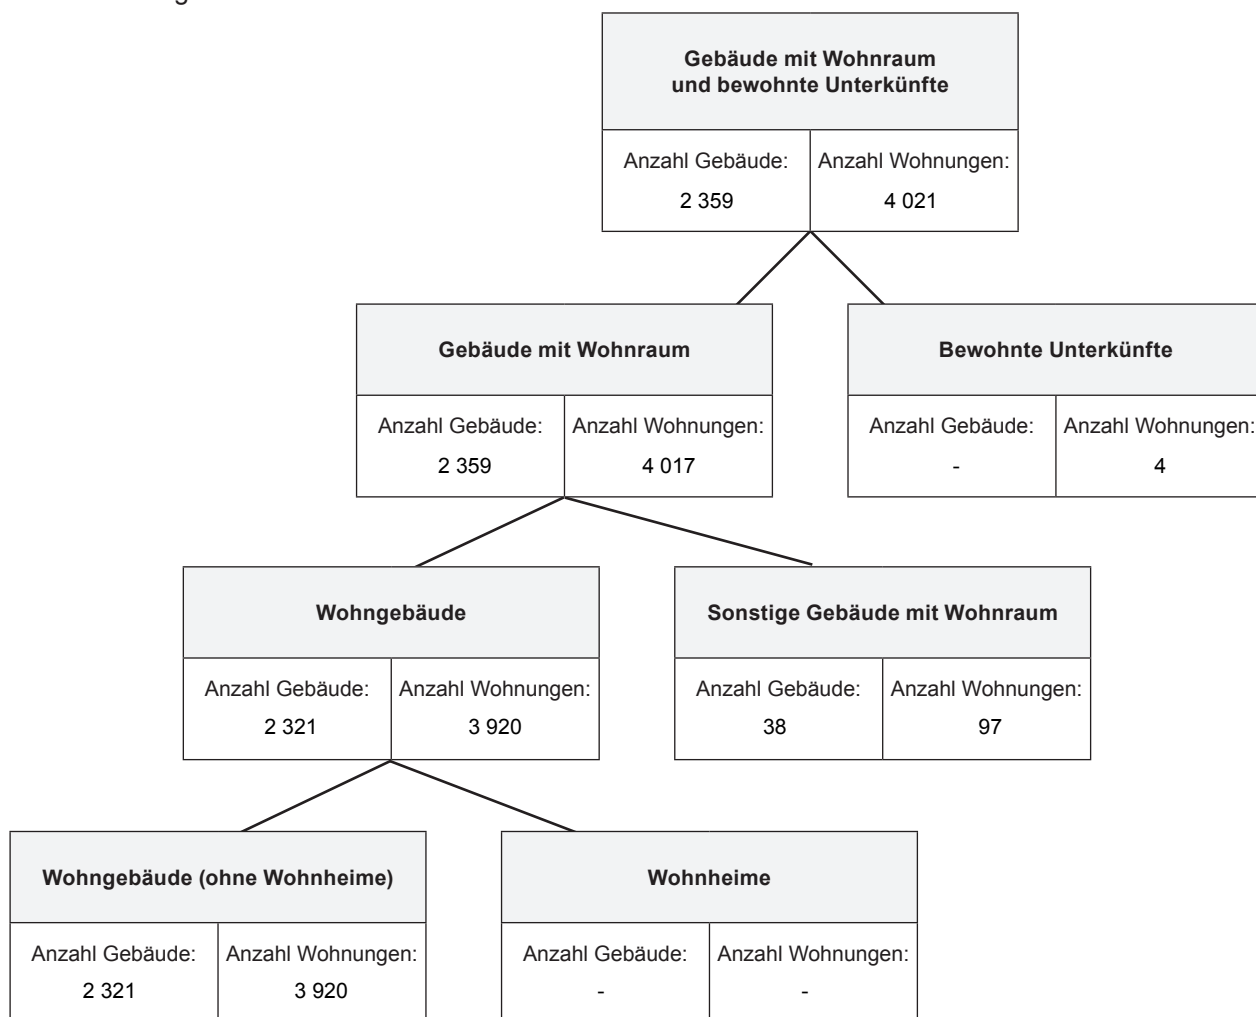 Gebäude mit Wohnraum
und bewohnte Unterkünfte
Anzahl Gebäude: Anzahl Wohnungen:
2 359 4 021
Gebäude mit Wohnraum Bewohnte Unterkünfte
Anzahl Gebäude: Anzahl Wohnungen: Anzahl Gebäude: Anzahl Wohnungen:
2 359 4 017 - 4
Wohngebäude Sonstige Gebäude mit Wohnraum
Anzahl Gebäude: Anzahl Wohnungen: Anzahl Gebäude: Anzahl Wohnungen:
2 321 3 920 38 97
Wohngebäude (ohne Wohnheime) Wohnheime
Anzahl Gebäude: Anzahl Wohnungen: Anzahl Gebäude: Anzahl Wohnungen:
2 321 3 920 - -